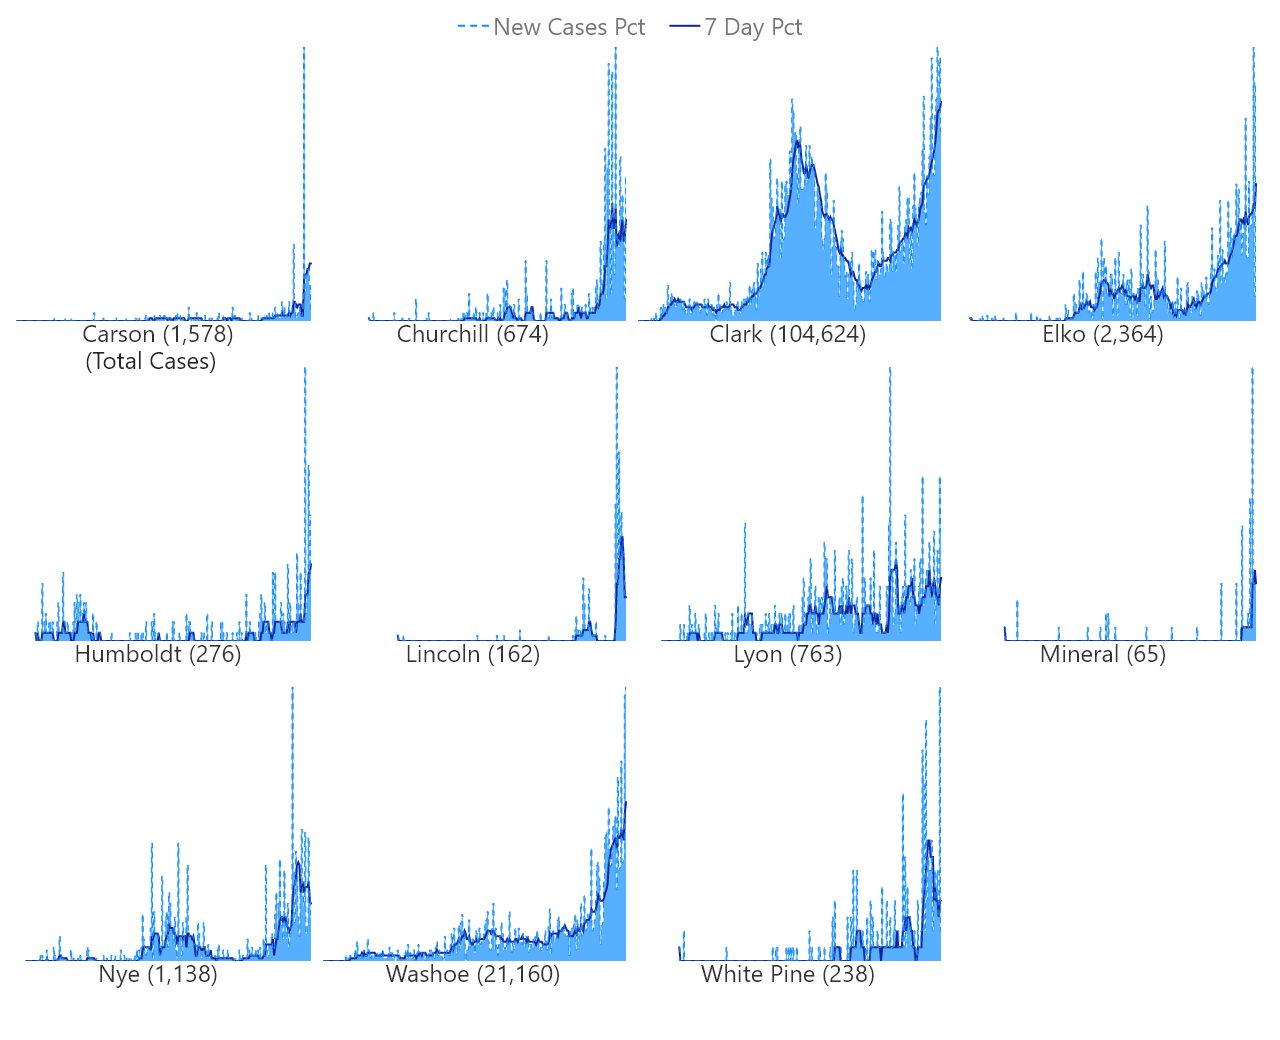 New Cases Pct 7 Day Pct
Carson (1,578)
(Total Cases)
Churchill (674)
Clark (104,624)
Elko (2,364)
Humboldt (276)
Lincoln (162)
Lyon (763)
Mineral (65)
Nye (1,138)
Washoe (21,160)
White Pine (238)